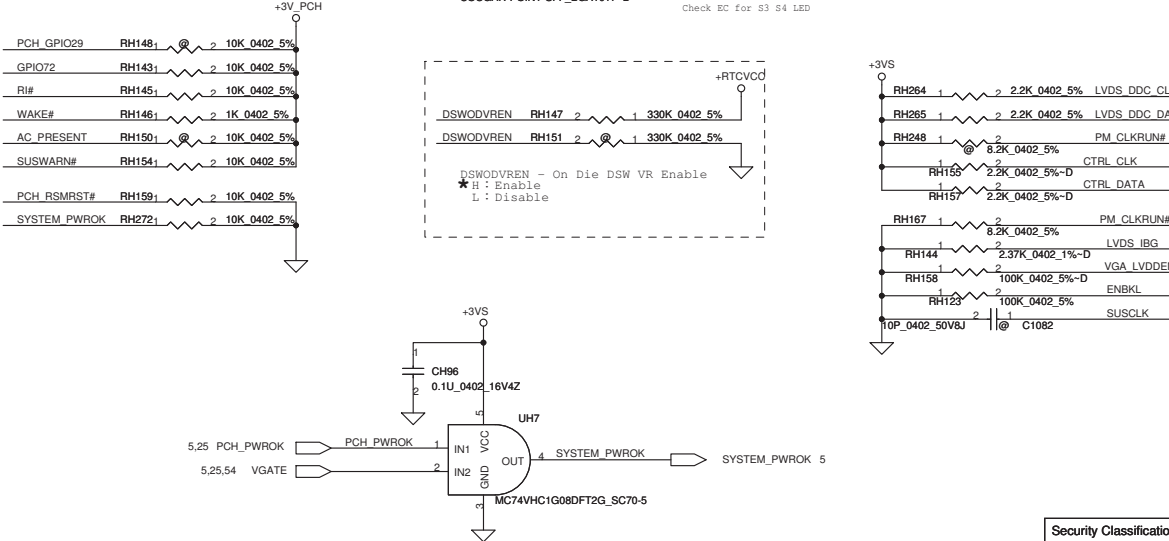 +3V_PCH
Check EC for S3 S4 LED
PCH_GPIO29 RH148 1 @ 2 10K_0402_5%
GPIO72 RH143 1 2 10K_0402_5%
RI# RH145 1 2 10K_0402_5%
WAKE# RH146 1 2 1K_0402_5%
AC_PRESENT RH150 1 @ 2 10K_0402_5%
SUSWARN# RH154 1 2 10K_0402_5%
PCH_RSMRST# RH159 1 2 10K_0402_5%
SYSTEM_PWROK RH272 1 2 10K_0402_5%
+RTCVCC
DSWODVREN RH147 2 1 330K_0402_5%
DSWODVREN RH151 2 @ 1 330K_0402_5%
DSWODVREN - On Die DSW VR Enable
* H : Enable
L : Disable
+3VS
RH264 1 2 2.2K_0402_5% LVDS_DDC_CL
RH265 1 2 2.2K_0402_5% LVDS_DDC_DA
RH248 1 @ 2 8.2K_0402_5% PM_CLKRUN#
RH155 1 2 2.2K_0402_5%~D CTRL_CLK
RH157 1 2 2.2K_0402_5%~D CTRL_DATA
RH167 1 2 8.2K_0402_5% PM_CLKRUN#
RH144 1 2 2.37K_0402_1%~D LVDS_IBG
RH158 1 2 100K_0402_5%~D VGA_LVDDE
RH123 1 2 100K_0402_5% ENBKL
10P_0402_50V8J 2 1 @ C1082 SUSCLK
+3VS
1
CH96
0.1U_0402_16V4Z
2
5
UH7
5,25 PCH_PWROK PCH_PWROK 1 IN1 VCC
OUT 4 SYSTEM_PWROK SYSTEM_PWROK 5
5,25,54 VGATE 2 IN2 GND
MC74VHC1G08DFT2G_SC70-5
3
Security Classificatio